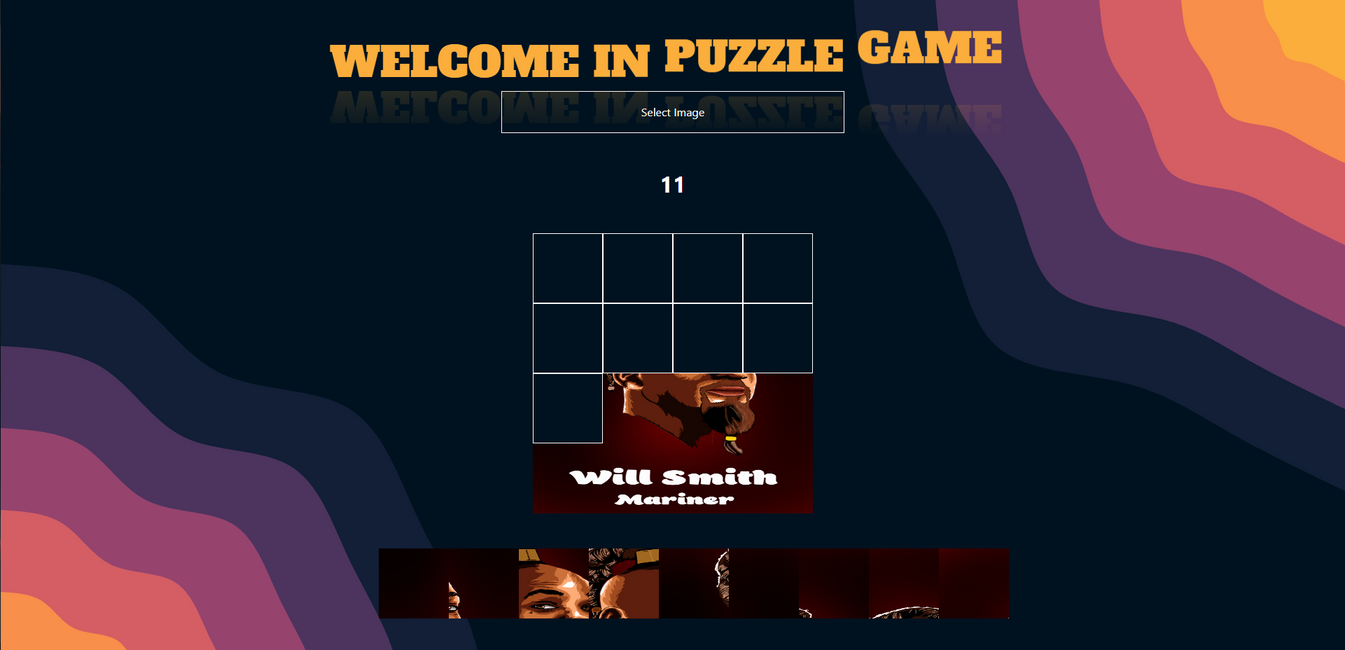 WELCOME IN PUZZLE GAME
Select Image
11
Will Smith
Mariner